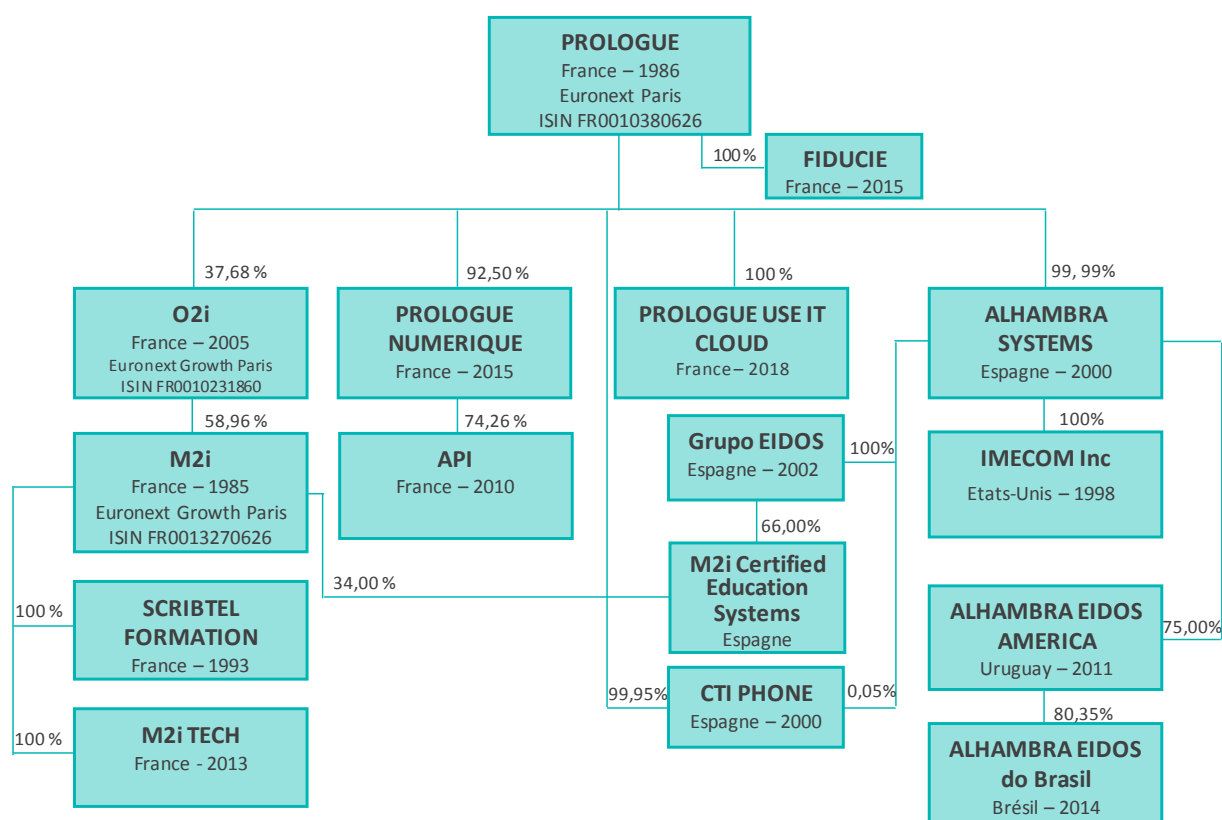 PROLOGUE
France – 1986
Euronext Paris
ISIN FR0010380626
100%
FIDUCIE
France – 2015
37,68 %
92,50 %
100 %
99, 99%
O2i
France – 2005
Euronext Growth Paris
ISIN FR0010231860
PROLOGUE
NUMERIQUE
France – 2015
PROLOGUE USE IT
CLOUD
France – 2018
ALHAMBRA
SYSTEMS
Espagne – 2000
58,96 %
74,26 %
100%
M2i
France – 1985
Euronext Growth Paris
ISIN FR0013270626
API
France – 2010
Grupo EIDOS
Espagne – 2002
100%
IMECOM Inc
Etats-Unis – 1998
66,00%
34,00 %
M2i Certified
Education
Systems
Espagne
100 %
SCRIBTEL
FORMATION
France – 1993
ALHAMBRA EIDOS
AMERICA
Uruguay – 2011
75,00%
99,95%
CTI PHONE
Espagne – 2000
0,05%
80,35%
100 %
M2i TECH
France - 2013
ALHAMBRA EIDOS
do Brasil
Brésil – 2014